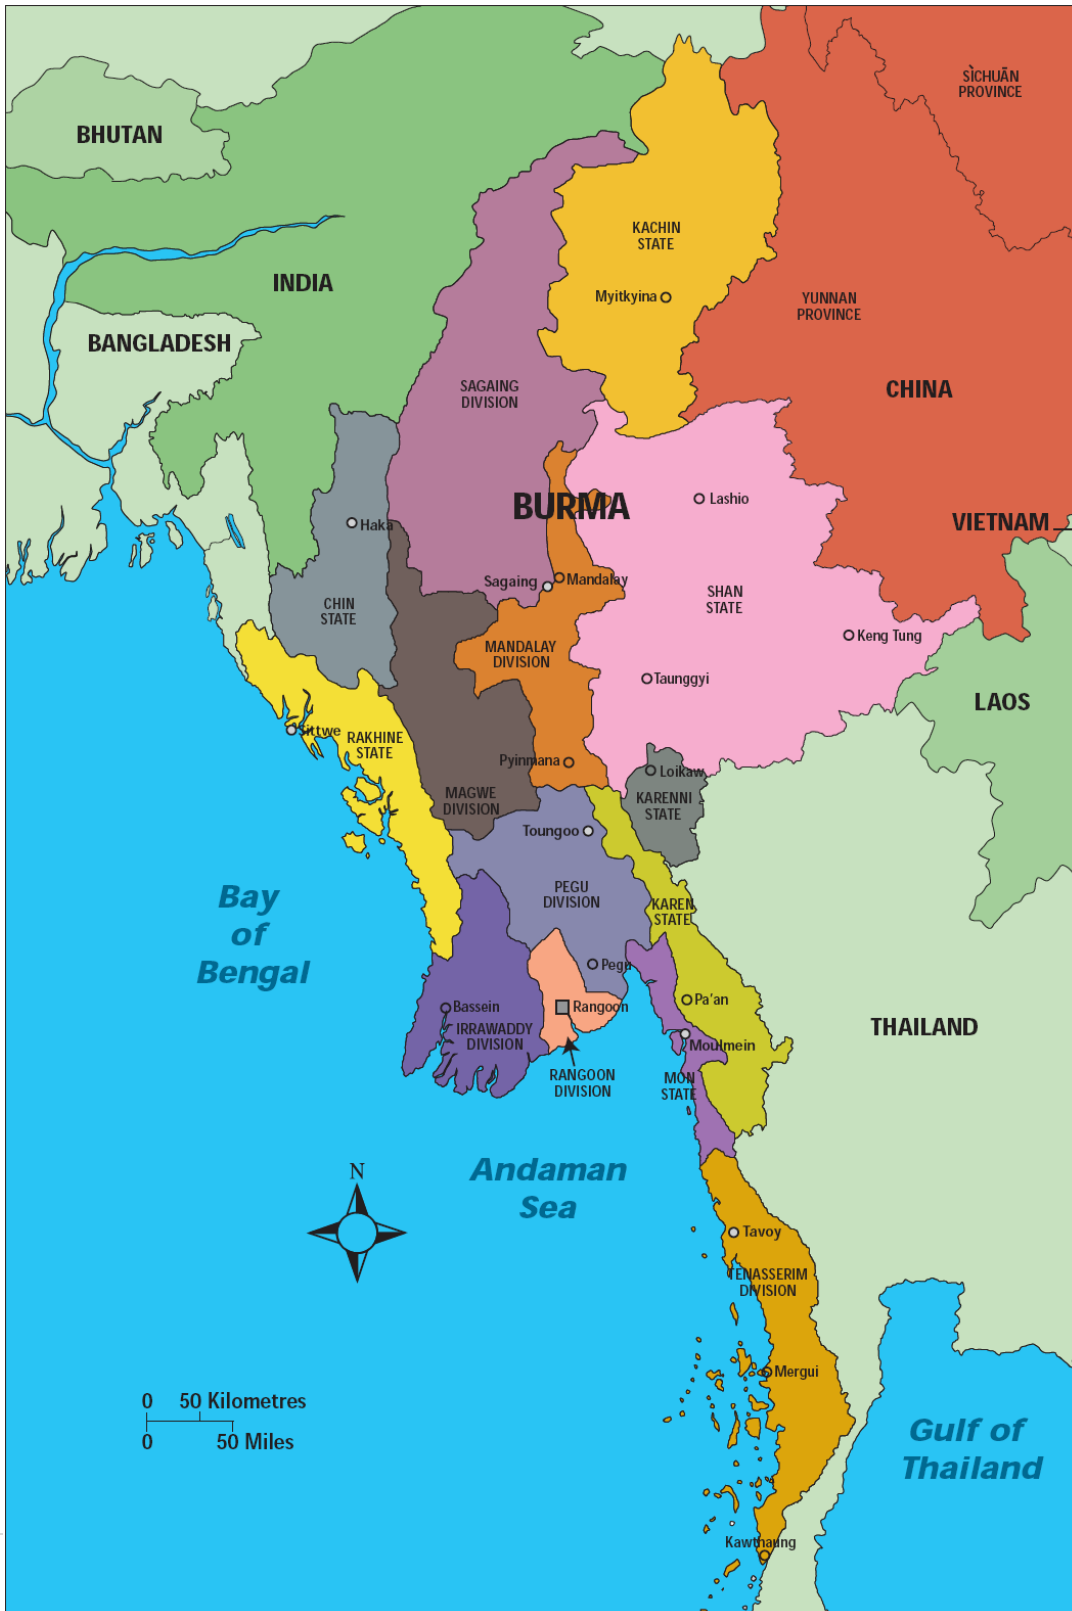 SÌCHUĀN
PROVINCE
BHUTAN
KACHIN
STATE
INDIA
Myitkyina
YUNNAN
PROVINCE
BANGLADESH
SAGAING
DIVISION
CHINA
BURMA
Lashio
Haka
VIETNAM
Sagaing
Mandalay
CHIN
STATE
SHAN
STATE
Keng Tung
MANDALAY
DIVISION
Taunggyi
LAOS
Sittwe
RAKHINE
STATE
Pyinmana
Loikaw
MAGWE
DIVISION
KARENNI
STATE
Toungoo
Bay
of
Bengal
PEGU
DIVISION
KAREN
STATE
Pegu
Pa'an
Bassein
Rangoon
IRRAWADDY
DIVISION
THAILAND
Moulmein
RANGOON
DIVISION
MON
STATE
Andaman
Sea
N
Tavoy
TENASSERIM
DIVISION
Mergui
0 50 Kilometres
0 50 Miles
Gulf of
Thailand
Kawthaung